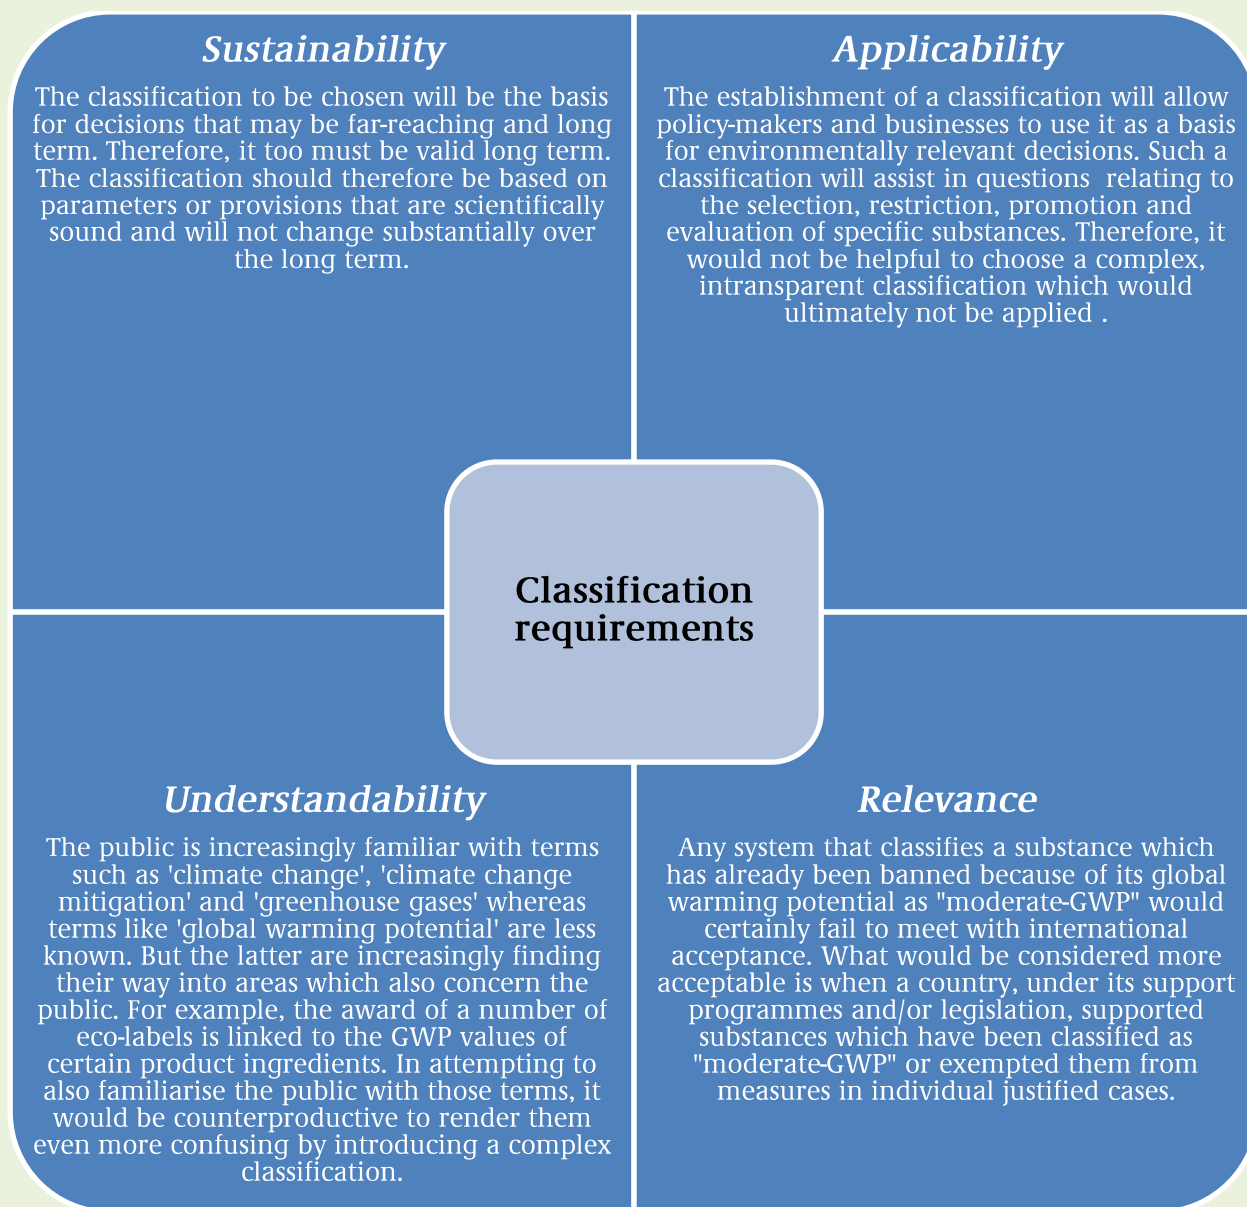 Sustainability
The classification to be chosen will be the basis
for decisions that may be far-reaching and long
term. Therefore, it too must be valid long term.
The classification should therefore be based on
parameters or provisions that are scientifically
sound and will not change substantially over
the long term.
Applicability
The establishment of a classification will allow
policy-makers and businesses to use it as a basis
for environmentally relevant decisions. Such a
classification will assist in questions  relating to
the selection, restriction, promotion and
evaluation of specific substances. Therefore, it
would not be helpful to choose a complex,
intransparent classification which would
ultimately not be applied .
Classification
requirements
Understandability
The public is increasingly familiar with terms
such as 'climate change', 'climate change
mitigation' and 'greenhouse gases' whereas
terms like 'global warming potential' are less
known. But the latter are increasingly finding
their way into areas which also concern the
public. For example, the award of a number of
eco-labels is linked to the GWP values of
certain product ingredients. In attempting to
also familiarise the public with those terms, it
would be counterproductive to render them
even more confusing by introducing a complex
classification.
Relevance
Any system that classifies a substance which
has already been banned because of its global
warming potential as "moderate-GWP" would
certainly fail to meet with international
acceptance. What would be considered more
acceptable is when a country, under its support
programmes and/or legislation, supported
substances which have been classified as
"moderate-GWP" or exempted them from
measures in individual justified cases.